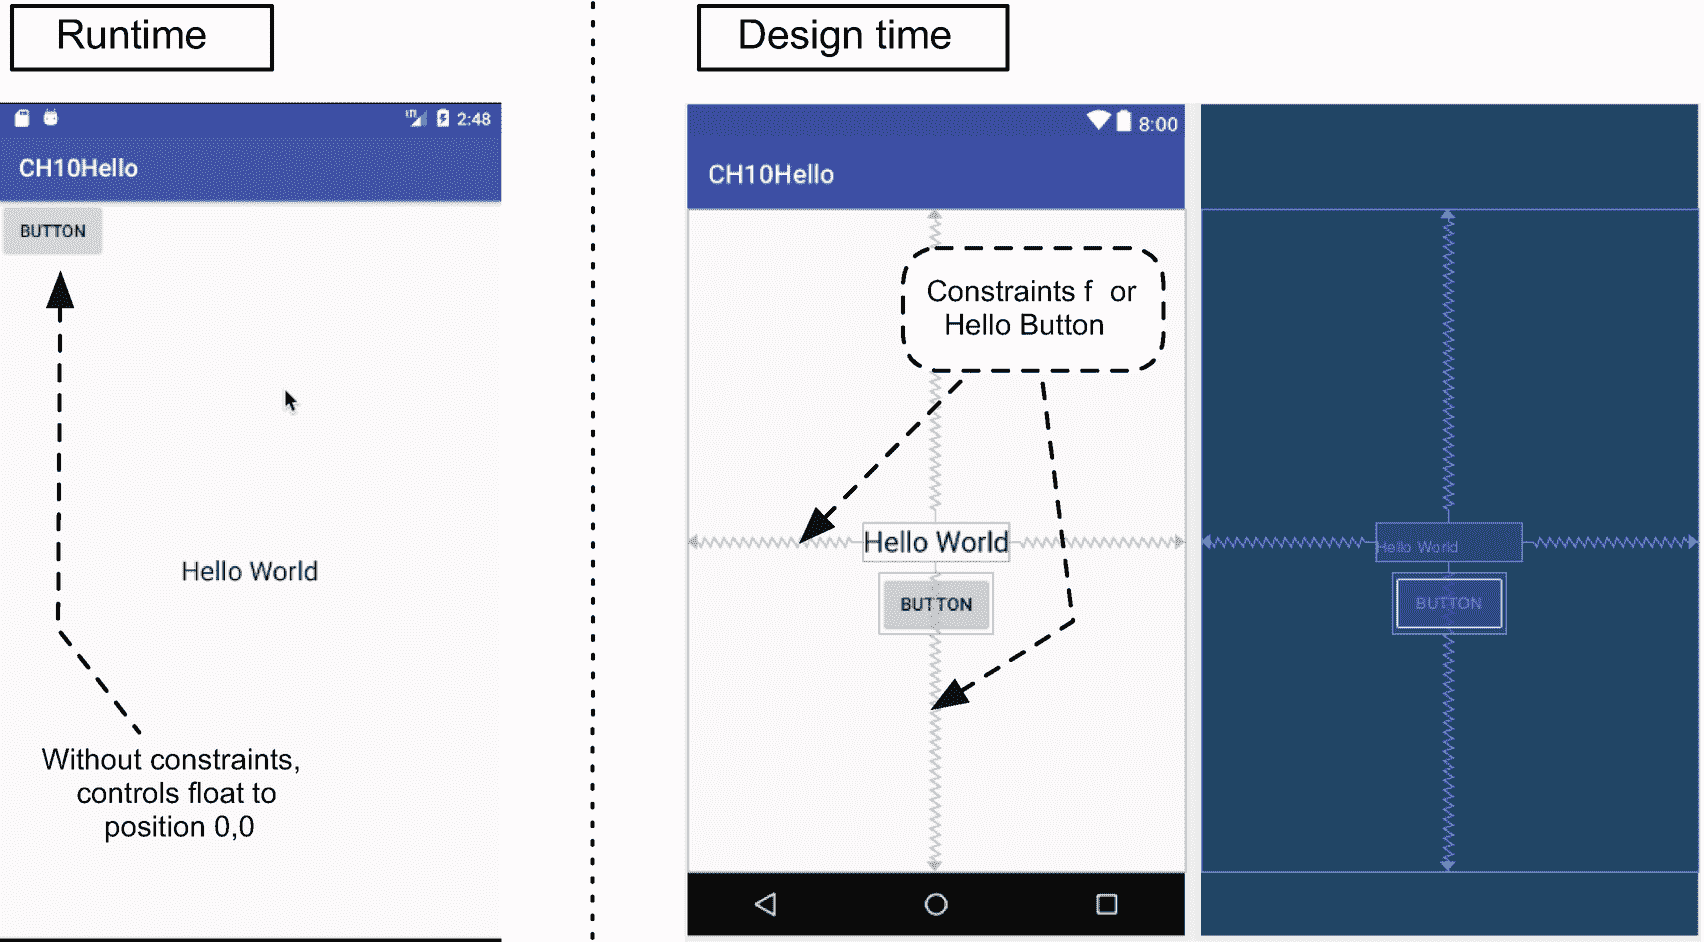 Runtime
2:48
CH10Hello
BUTTON
Hello World
Without constraints,
controls float to
position 0,0
Design time
8:00
CH10Hello
Constraints f or
Hello Button
Hello World
BUTTON
Hello World
BUTTON